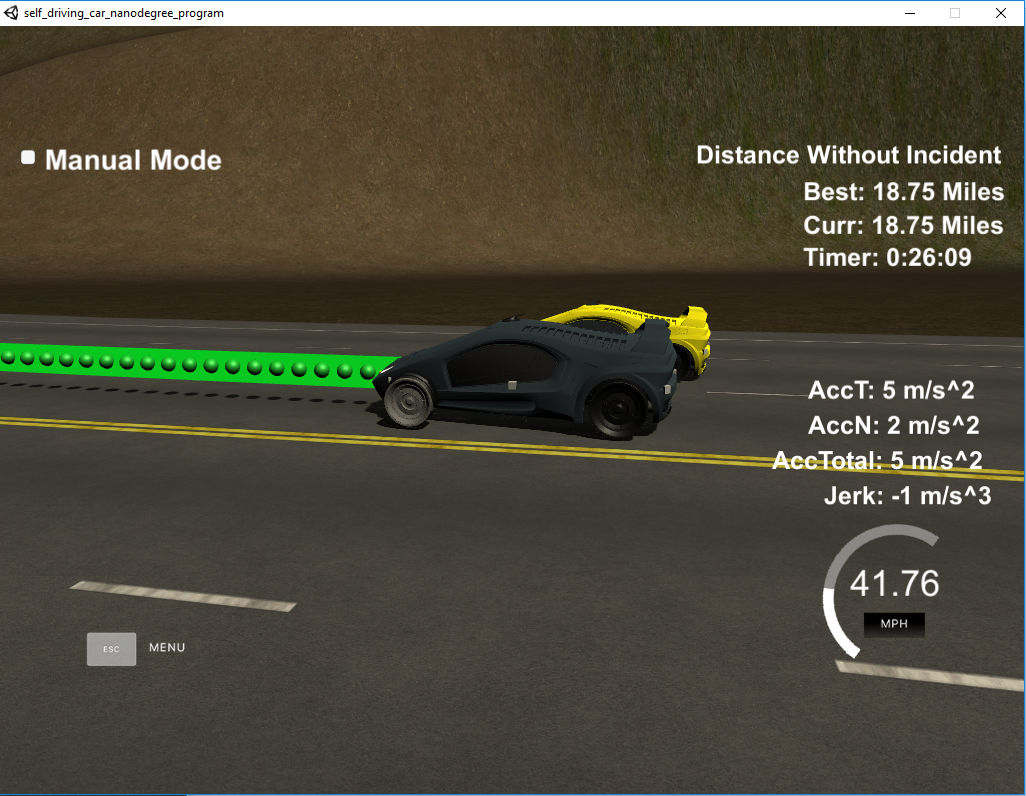 self_driving_car_nanodegree_program
Manual Mode
Distance Without Incident
Best: 18.75 Miles
Curr: 18.75 Miles
Timer: 0:26:09
AccT: 5 m/s^2
AccN: 2 m/s^2
AccTotal: 5 m/s^2
Jerk: -1 m/s^3
41.76
MPH
ESC MENU